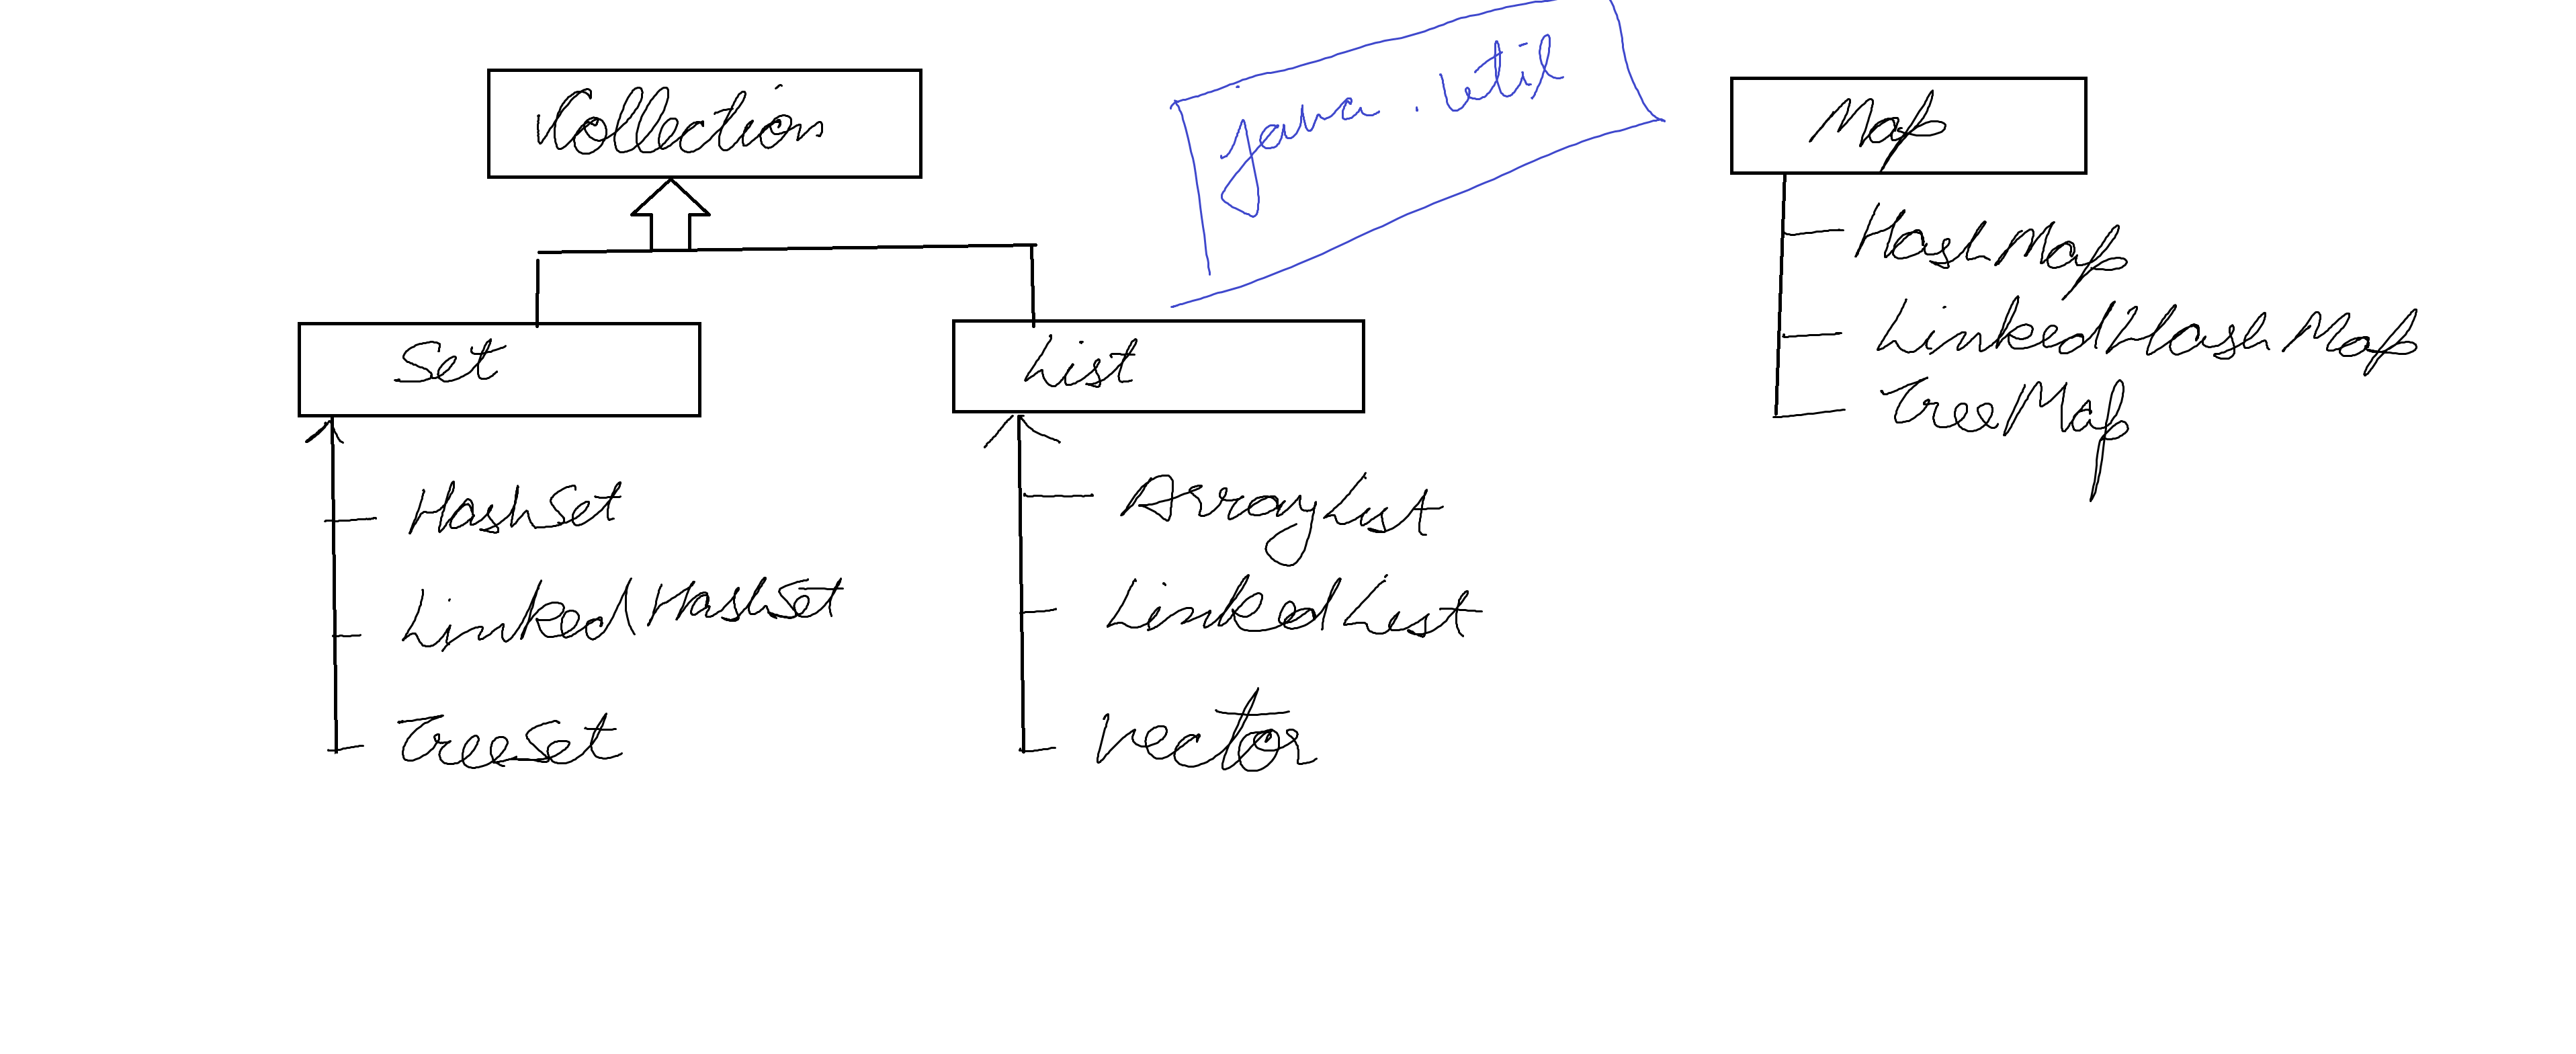 Collection
java.util
Map
HashMap
LinkedHashMap
TreeMap
Set
List
HashSet
ArrayList
LinkedHashSet
LinkedList
TreeSet
Vector